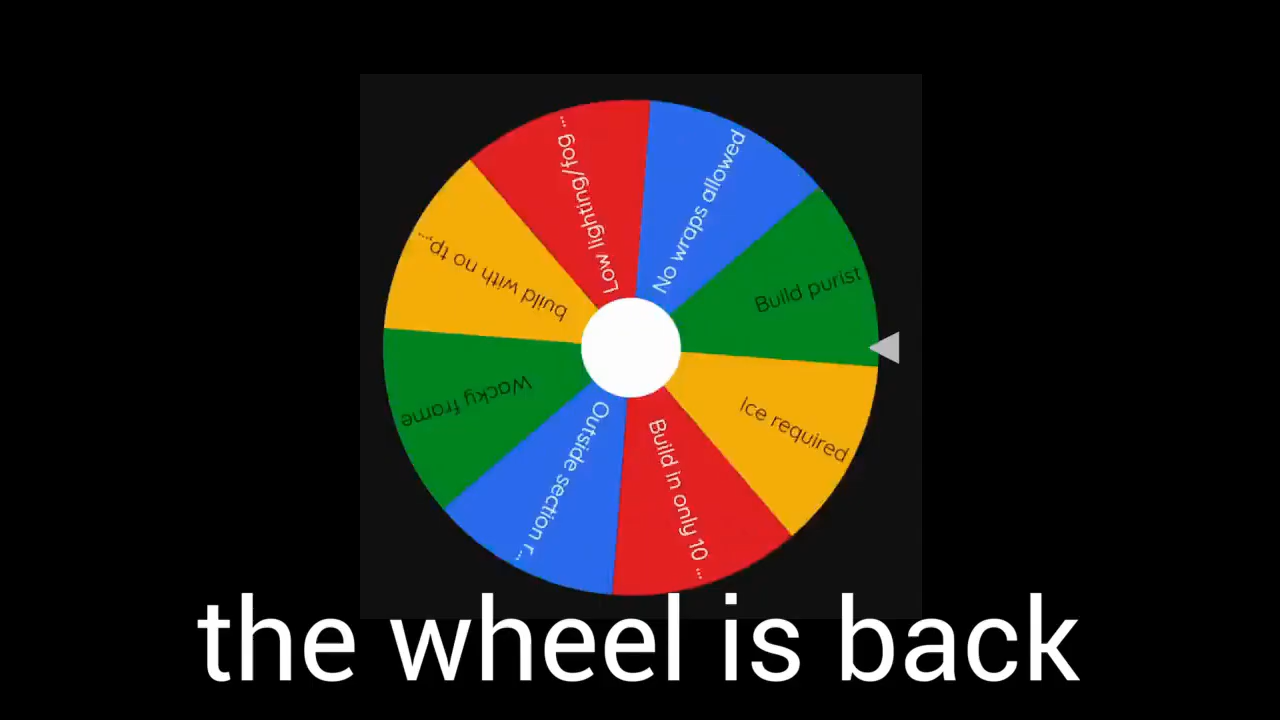 Low lighting/fog ...
No wraps allowed
Build purist
Ice required
Build in only 10 ...
Outside section r...
Wacky frame
build with no tp,...
the wheel is back